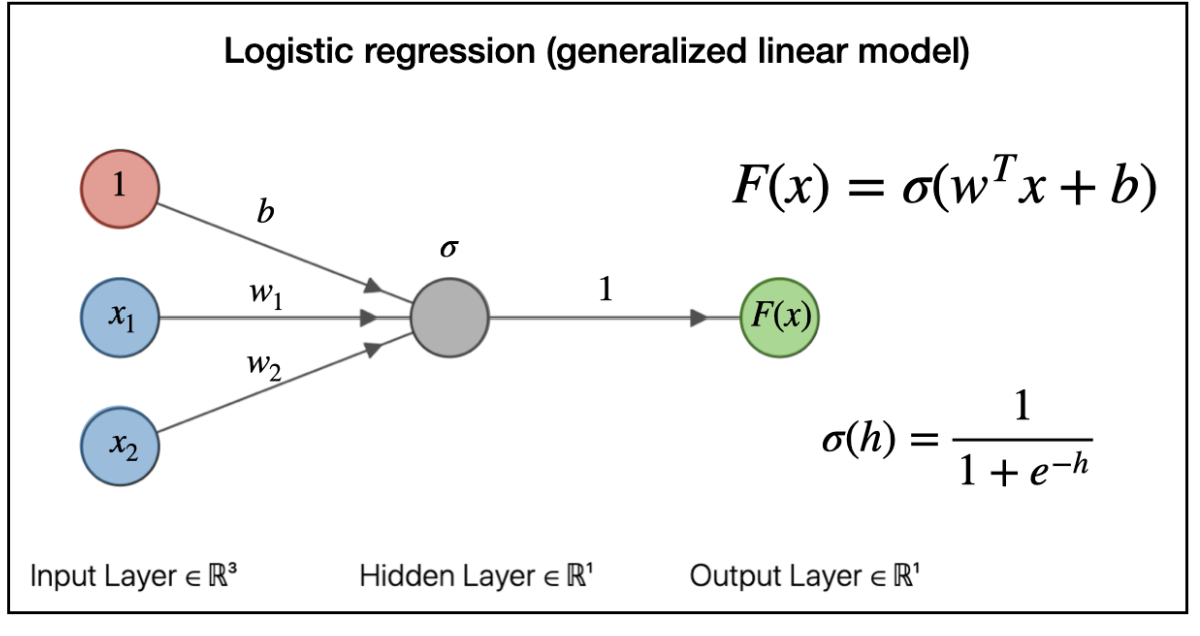 Logistic regression (generalized linear model)
1
b
F(x) = σ(wᵀx + b)
σ
x₁
w₁
1
F(x)
w₂
x₂
σ(h) = 1 / (1 + e⁻ʰ)
Input Layer ∈ ℝ³
Hidden Layer ∈ ℝ¹
Output Layer ∈ ℝ¹